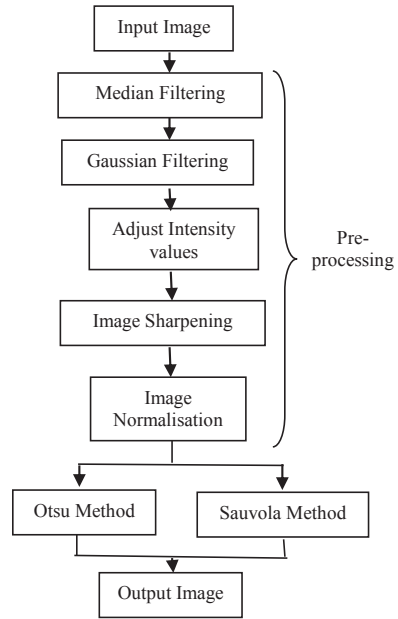 Input Image
Median Filtering
Gaussian Filtering
Adjust Intensity
values
Pre-
processing
Image Sharpening
Image
Normalisation
Otsu Method
Sauvola Method
Output Image